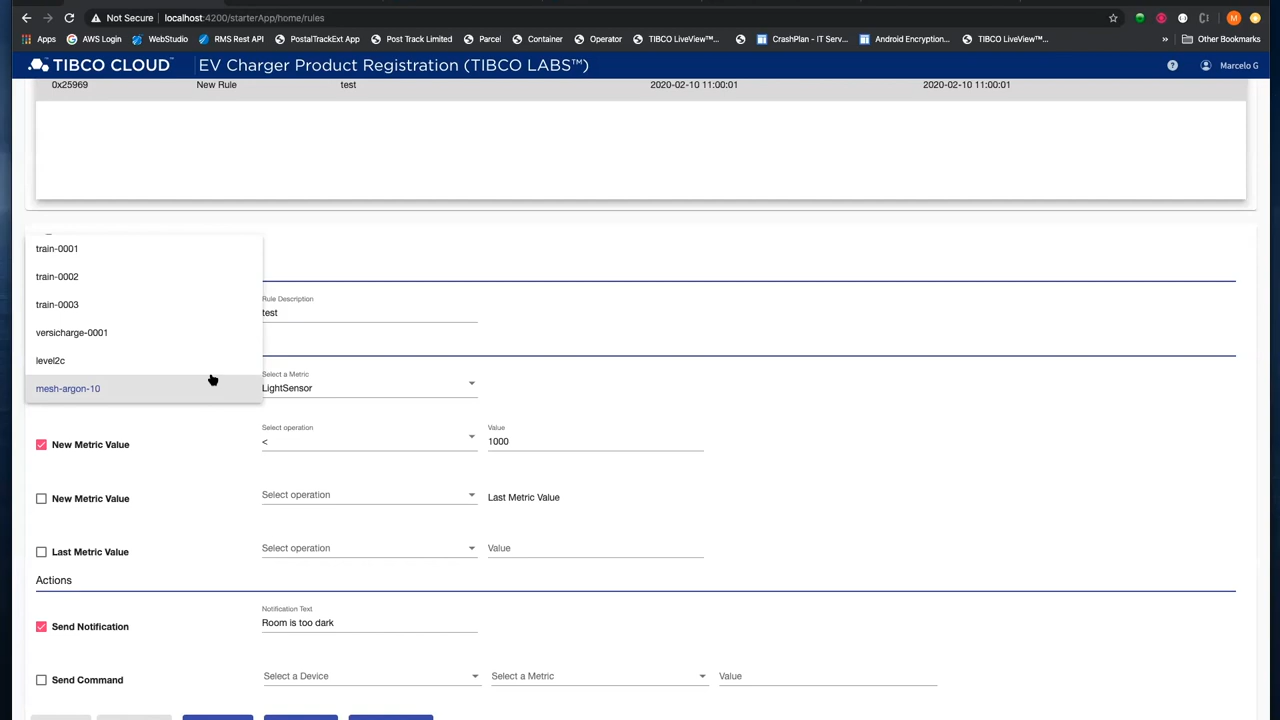 Not Secure localhost:4200/starterApp/home/rules M
Apps AWS Login WebStudio RMS Rest API PostalTrackExt App Post Track Limited Parcel Container Operator TIBCO LiveView™... CrashPlan - IT Serv... Android Encryption... TIBCO LiveView™... » Other Bookmarks
TIBCO CLOUD™ EV Charger Product Registration (TIBCO LABS™) ? Marcelo G
0x25969 New Rule test 2020-02-10 11:00:01 2020-02-10 11:00:01
train-0001
train-0002
train-0003
versicharge-0001
level2c
mesh-argon-10
Rule Description
test
Select a Metric
LightSensor
New Metric Value
Select operation
<
Value
1000
New Metric Value Select operation Last Metric Value
Last Metric Value Select operation Value
Actions
Send Notification
Notification Text
Room is too dark
Send Command Select a Device Select a Metric Value